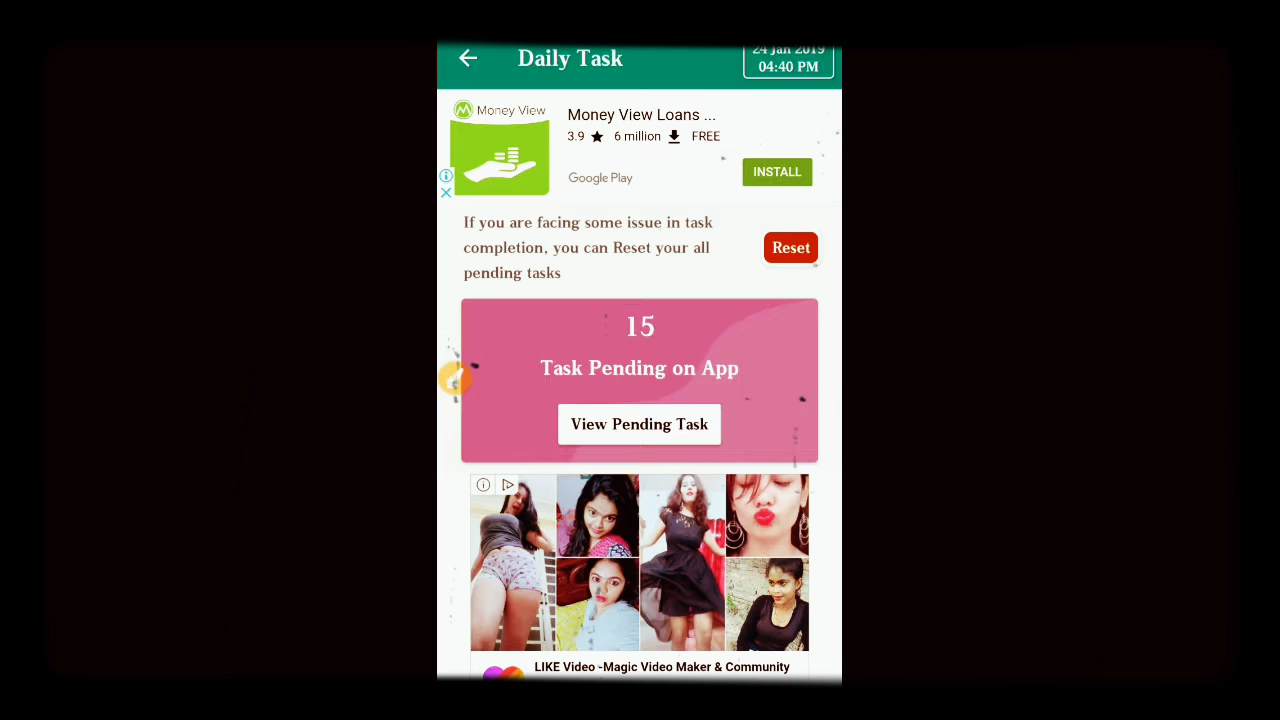 Daily Task
24 Jan 2019
04:40 PM
Money View
Money View Loans ...
3.9 6 million FREE
Google Play
INSTALL
If you are facing some issue in task
completion, you can Reset your all
pending tasks
Reset
15
Task Pending on App
View Pending Task
LIKE Video -Magic Video Maker & Community